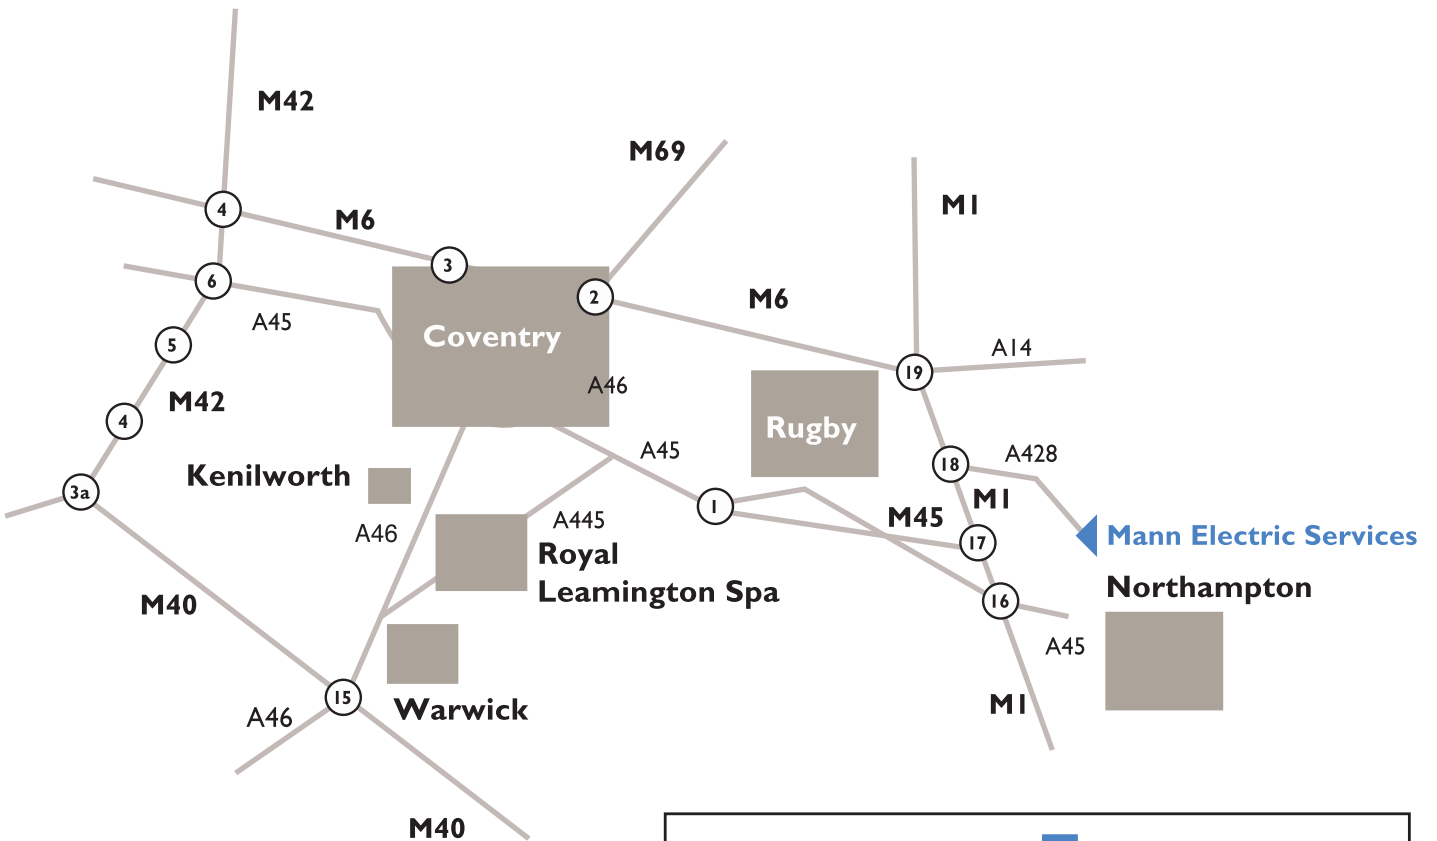 M42
M69
M6
4
M1
3
6
2
M6
A45
Coventry
5
A14
19
A46
M42
4
Rugby
A45
A428
18
Kenilworth
3a
M1
1
M45
A46
A445
Mann Electric Services
17
Royal
Leamington Spa
Northampton
16
M40
A45
15
M1
A46
Warwick
M40